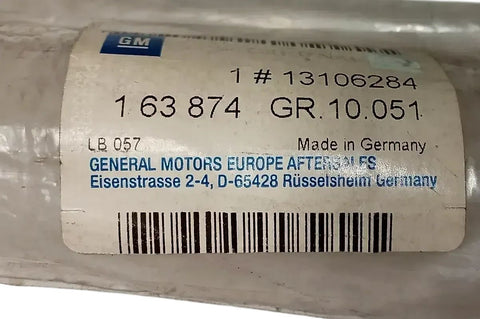 GM
1 # 13106284
1 63 874 GR.10.051
LB 057 Made in Germany
GENERAL MOTORS EUROPE AFTERSALES
Eisenstrasse 2-4, D-65428 Rüsselsheim Germany